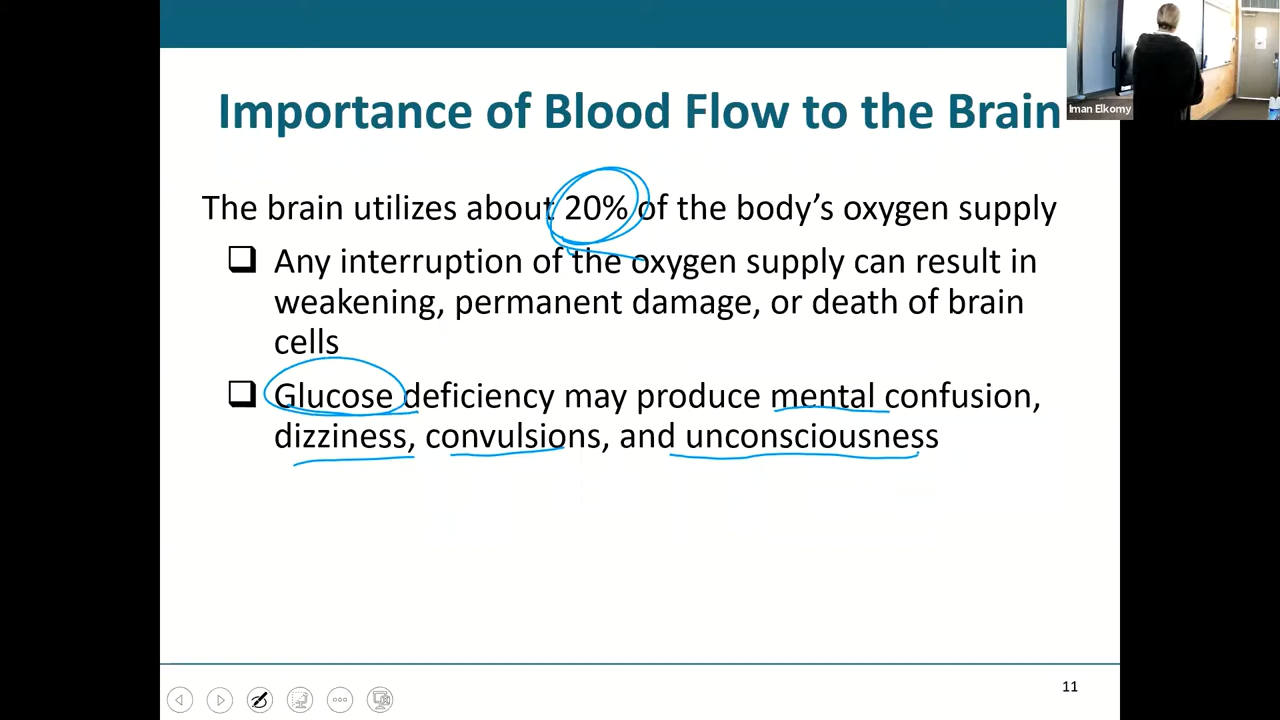 Importance of Blood Flow to the Brain
Iman Elkomy
The brain utilizes about 20% of the body’s oxygen supply
❑ Any interruption of the oxygen supply can result in
weakening, permanent damage, or death of brain
cells
❑ Glucose deficiency may produce mental confusion,
dizziness, convulsions, and unconsciousness
11